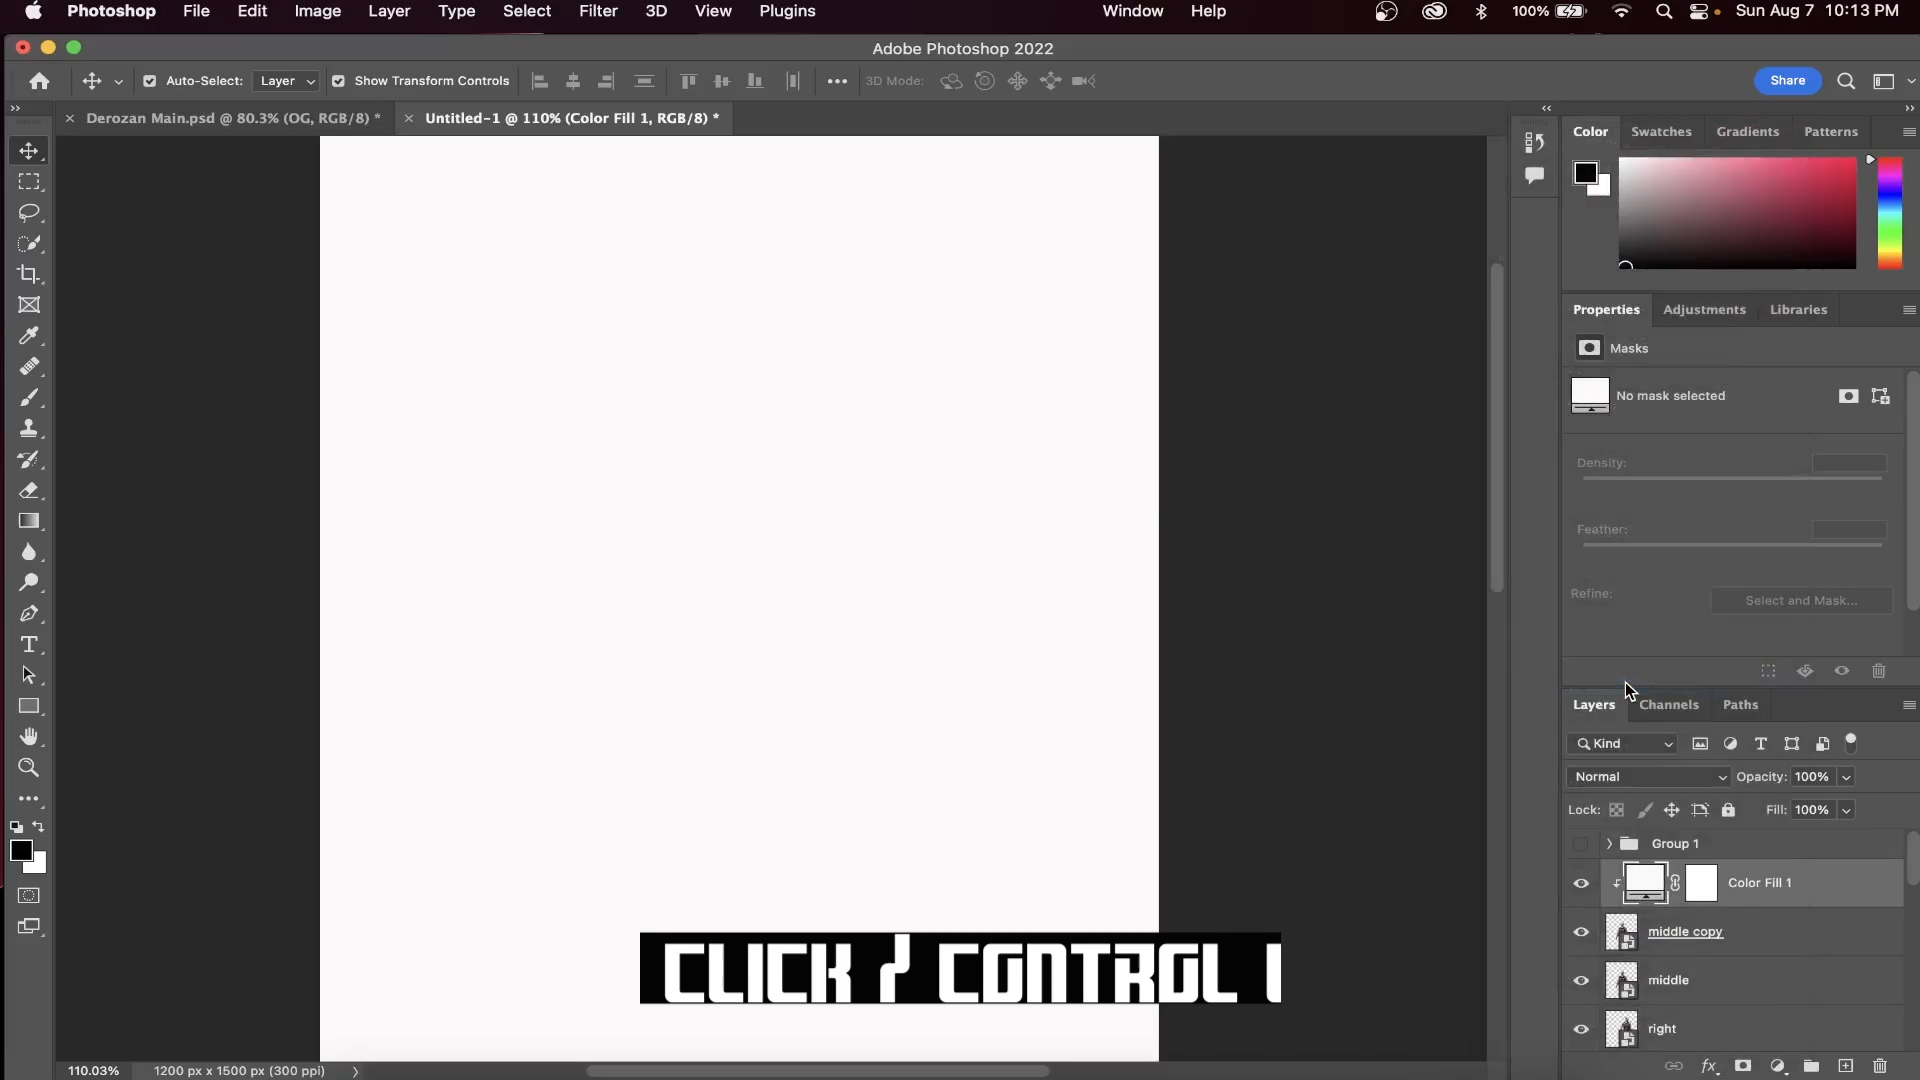 Photoshop File Edit Image Layer Type Select Filter 3D View Plugins Window Help 100% Sun Aug 7 10:13 PM
Adobe Photoshop 2022
Auto-Select: Layer Show Transform Controls 3D Mode: Share
Derozan Main.psd @ 80.3% (OG, RGB/8) * Untitled-1 @ 110% (Color Fill 1, RGB/8) *
Color Swatches Gradients Patterns
Properties Adjustments Libraries
Masks
No mask selected
Density:
Feather:
Refine:
Select and Mask...
Layers Channels Paths
Kind
Normal Opacity: 100%
Lock: Fill: 100%
Group 1
Color Fill 1
middle copy
middle
right
CLICK / CONTROL
110.03% 1200 px x 1500 px (300 ppi)